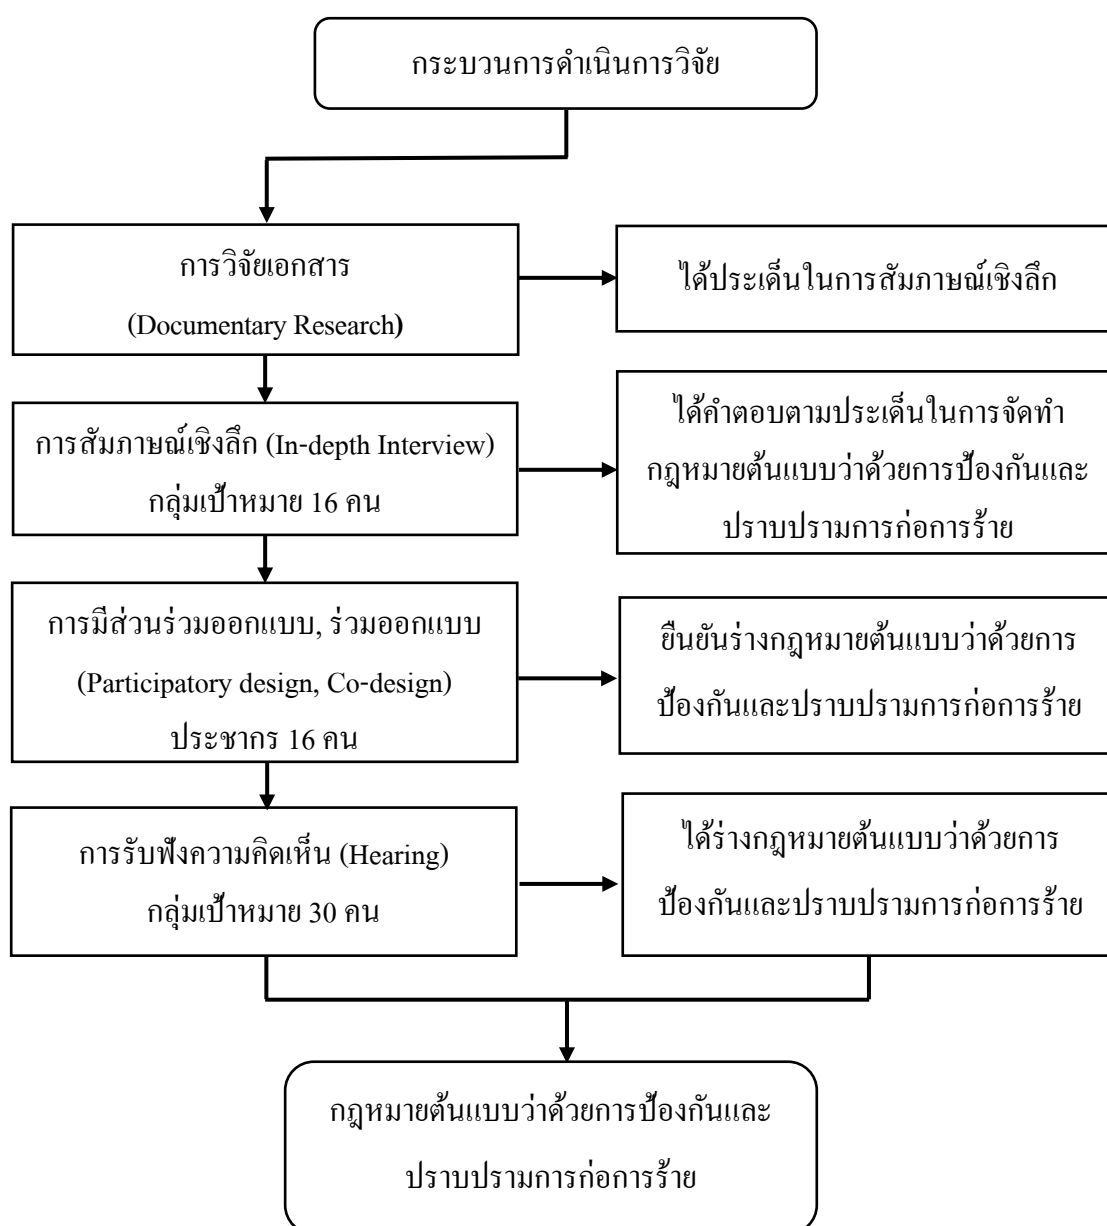 กระบวนการดำเนินการวิจัย
การวิจัยเอกสาร
(Documentary Research)
ได้ประเด็นในการสัมภาษณ์เชิงลึก
การสัมภาษณ์เชิงลึก (In-depth Interview)
กลุ่มเป้าหมาย 16 คน
ได้คำตอบตามประเด็นในการจัดทำ
กฎหมายต้นแบบว่าด้วยการป้องกันและ
ปราบปรามการก่อการร้าย
การมีส่วนร่วมออกแบบ, ร่วมออกแบบ
(Participatory design, Co-design)
ประชากร 16 คน
ยืนยันร่างกฎหมายต้นแบบว่าด้วยการ
ป้องกันและปราบปรามการก่อการร้าย
การรับฟังความคิดเห็น (Hearing)
กลุ่มเป้าหมาย 30 คน
ได้ร่างกฎหมายต้นแบบว่าด้วยการ
ป้องกันและปราบปรามการก่อการร้าย
กฎหมายต้นแบบว่าด้วยการป้องกันและ
ปราบปรามการก่อการร้าย